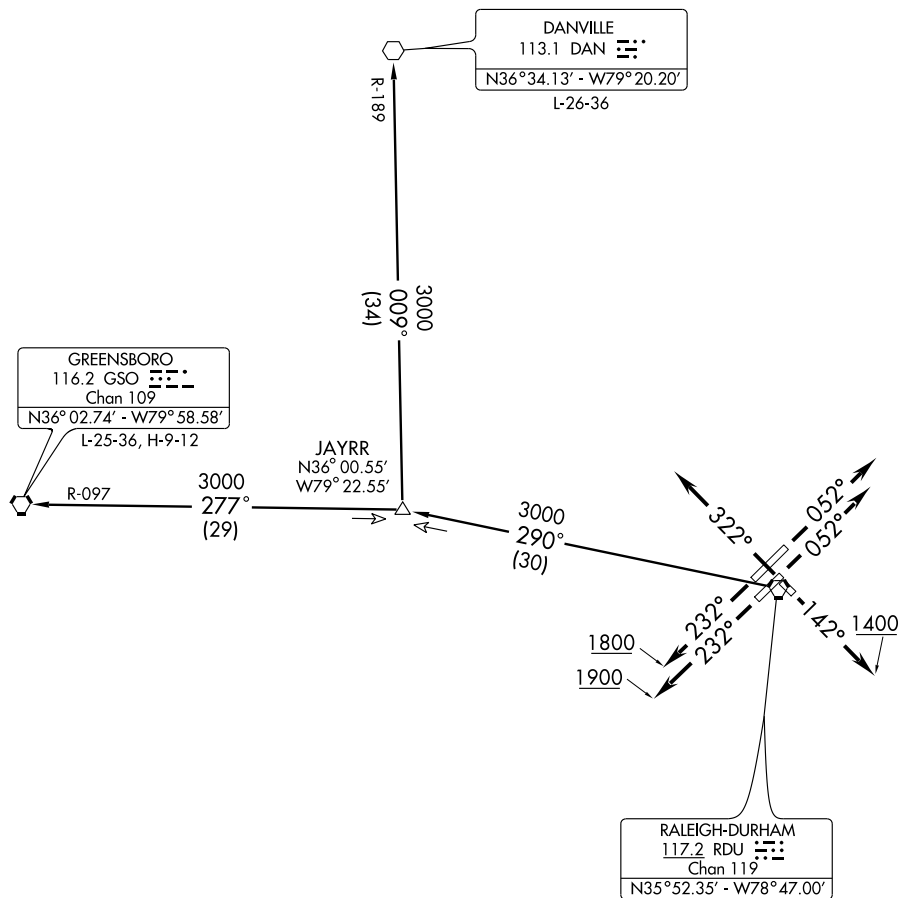 DANVILLE
113.1 DAN
N36°34.13' - W79°20.20'
L-26-36
R-189
3000
009°
(34)
GREENSBORO
116.2 GSO
Chan 109
N36°02.74' - W79°58.58'
L-25-36, H-9-12
JAYRR
N36°00.55'
W79°22.55'
R-097
3000
277°
(29)
3000
290°
(30)
322°
052°
052°
232°
232°
142°
1400
1800
1900
RALEIGH-DURHAM
117.2 RDU
Chan 119
N35°52.35' - W78°47.00'